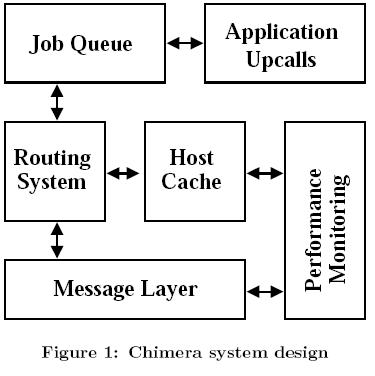 Job Queue
Application
Upcalls
Routing
System
Host
Cache
Performance
Monitoring
Message Layer
Figure 1: Chimera system design